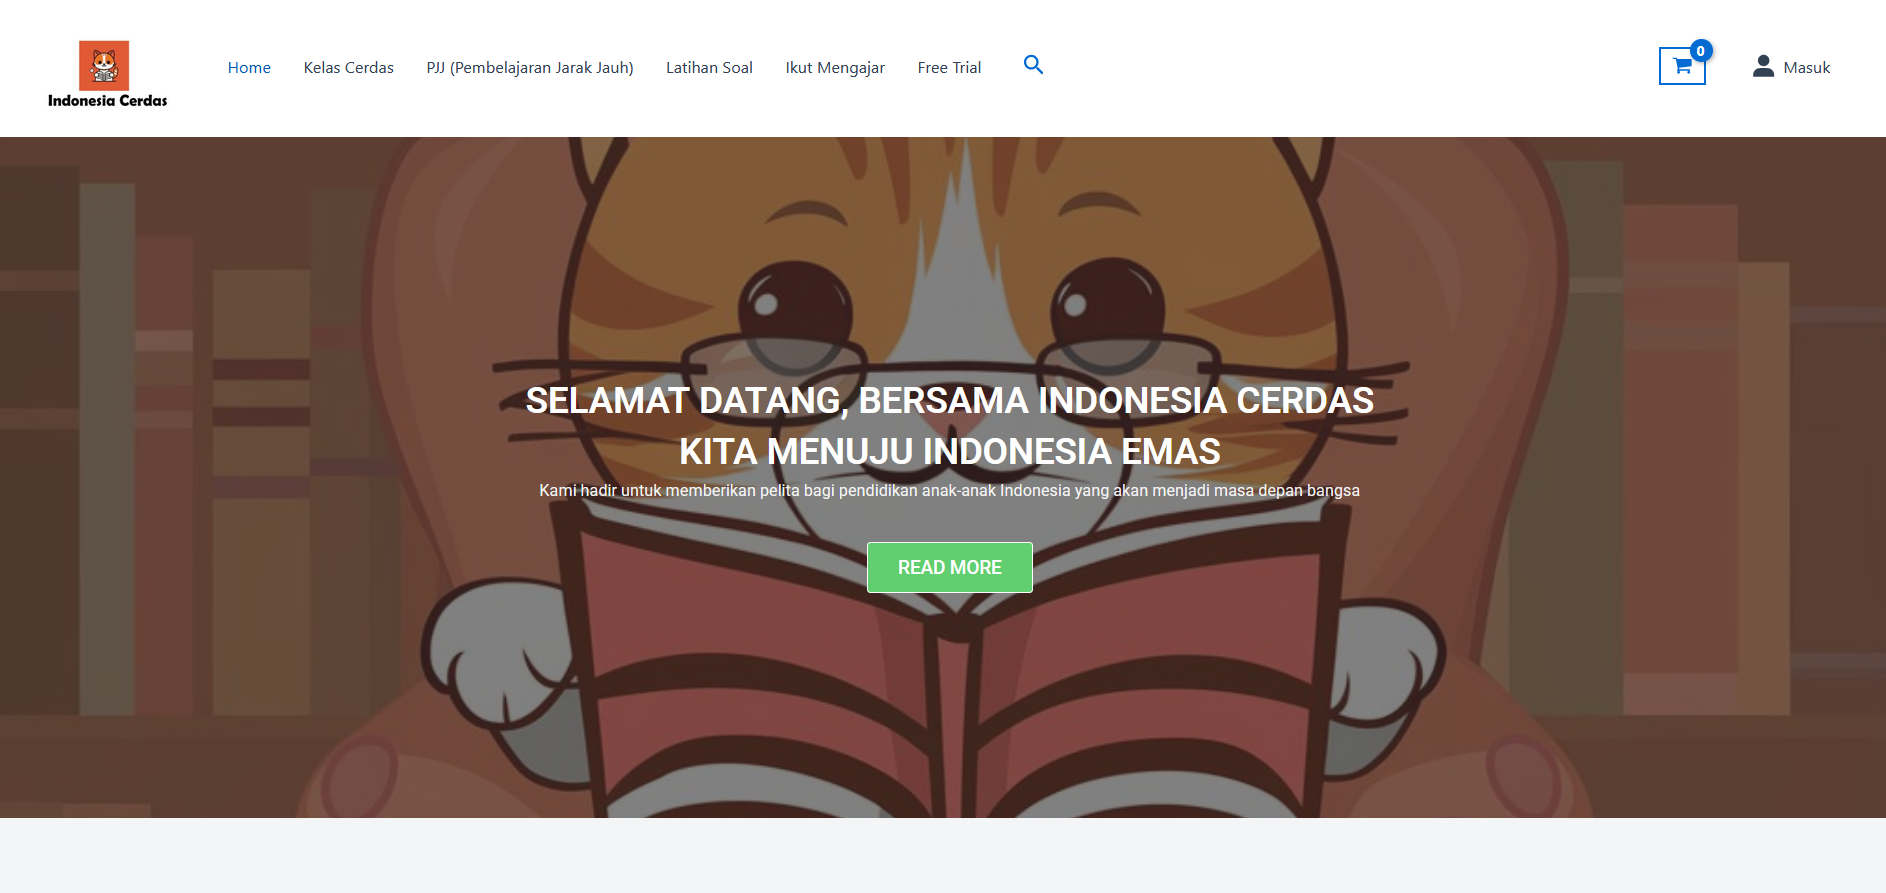 Indonesia Cerdas
Home
Kelas Cerdas
PJJ (Pembelajaran Jarak Jauh)
Latihan Soal
Ikut Mengajar
Free Trial
0
Masuk
SELAMAT DATANG, BERSAMA INDONESIA CERDAS
KITA MENUJU INDONESIA EMAS
Kami hadir untuk memberikan pelita bagi pendidikan anak-anak Indonesia yang akan menjadi masa depan bangsa
READ MORE